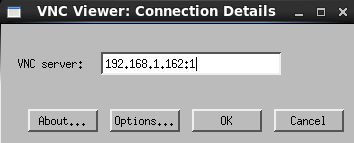 VNC Viewer: Connection Details
VNC server: 192.168.1.162:1
About... Options... OK Cancel